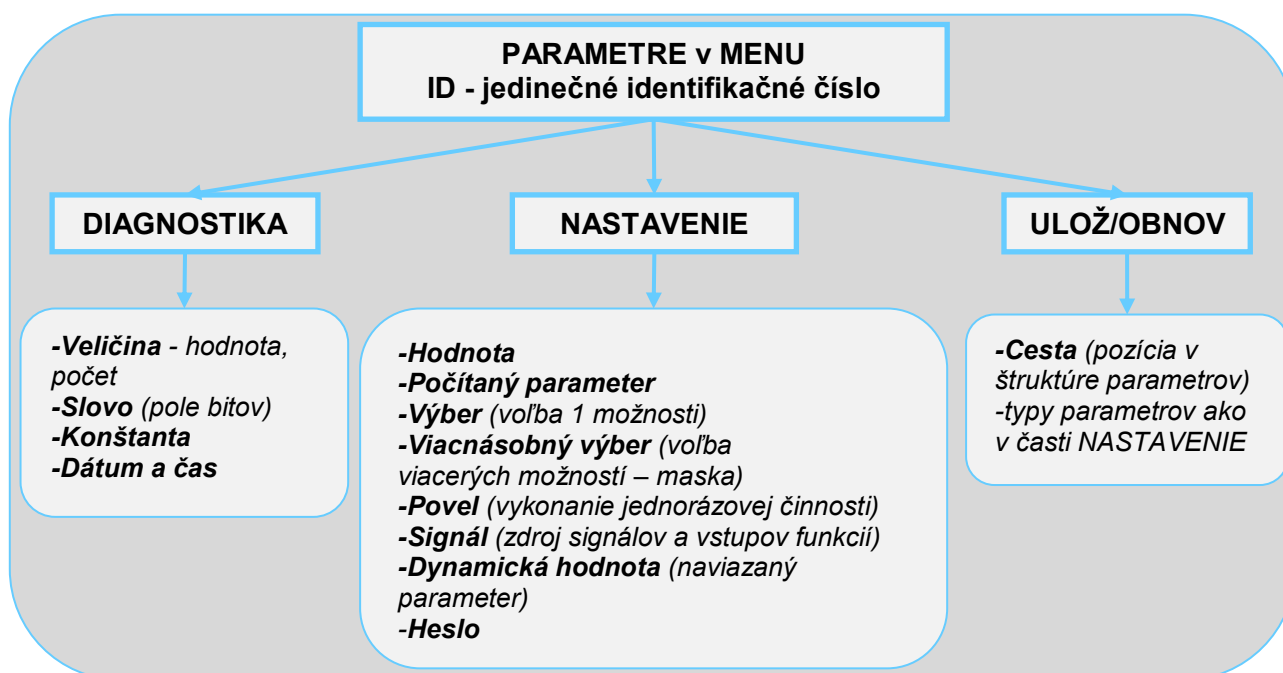 PARAMETRE v MENU
ID - jedinečné identifikačné číslo
DIAGNOSTIKA
NASTAVENIE
ULOŽ/OBNOV
-Veličina - hodnota,
počet
-Slovo (pole bitov)
-Konštanta
-Dátum a čas
-Hodnota
-Počítaný parameter
-Výber (voľba 1 možnosti)
-Viacnásobný výber (voľba
viacerých možností – maska)
-Povel (vykonanie jednorázovej činnosti)
-Signál (zdroj signálov a vstupov funkcií)
-Dynamická hodnota (naviazaný
parameter)
-Heslo
-Cesta (pozícia v
štruktúre parametrov)
-typy parametrov ako
v časti NASTAVENIE